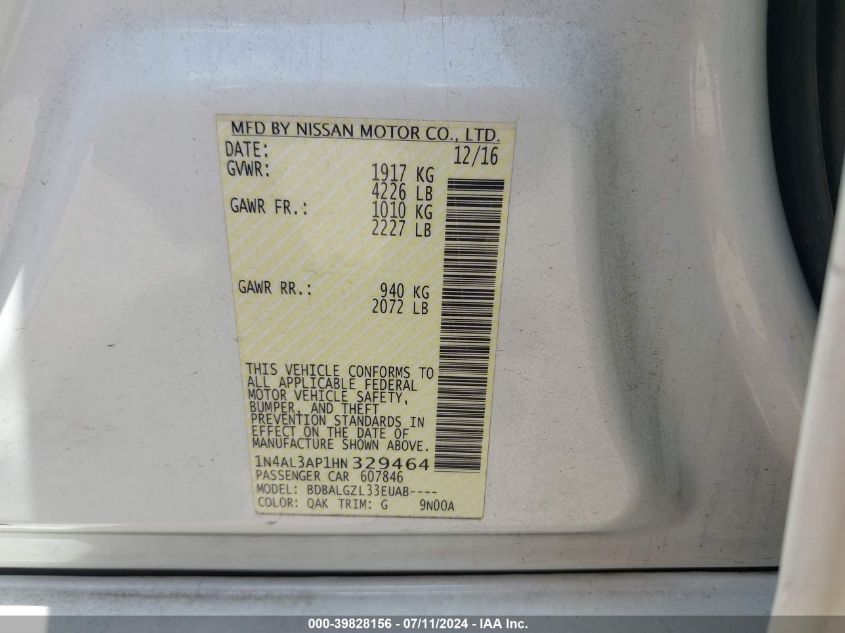 MFD BY NISSAN MOTOR CO., LTD.
DATE: 12/16
GVWR: 1917 KG
4226 LB
GAWR FR.: 1010 KG
2227 LB
GAWR RR.: 940 KG
2072 LB
THIS VEHICLE CONFORMS TO
ALL APPLICABLE FEDERAL
MOTOR VEHICLE SAFETY,
BUMPER, AND THEFT
PREVENTION STANDARDS IN
EFFECT ON THE DATE OF
MANUFACTURE SHOWN ABOVE.
1N4AL3AP1HN 329464
PASSENGER CAR 607846
MODEL: BDBALGZL33EUAB----
COLOR: QAK TRIM: G 9N00A
000-39828156 - 07/11/2024 - IAA Inc.